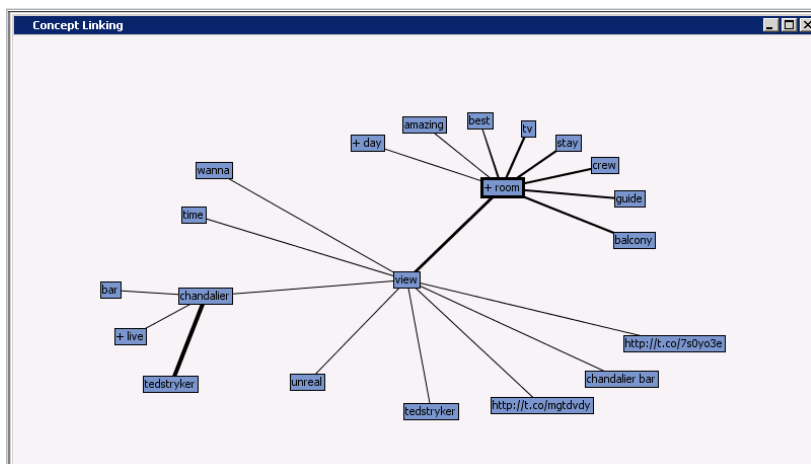 Concept Linking
best
amazing
tv
+ day
stay
crew
wanna
+ room
guide
time
balcony
view
bar
chandalier
+ live
http://t.co/7s0yo3e
unreal
chandalier bar
tedstryker
http://t.co/mgtdvdy
tedstryker